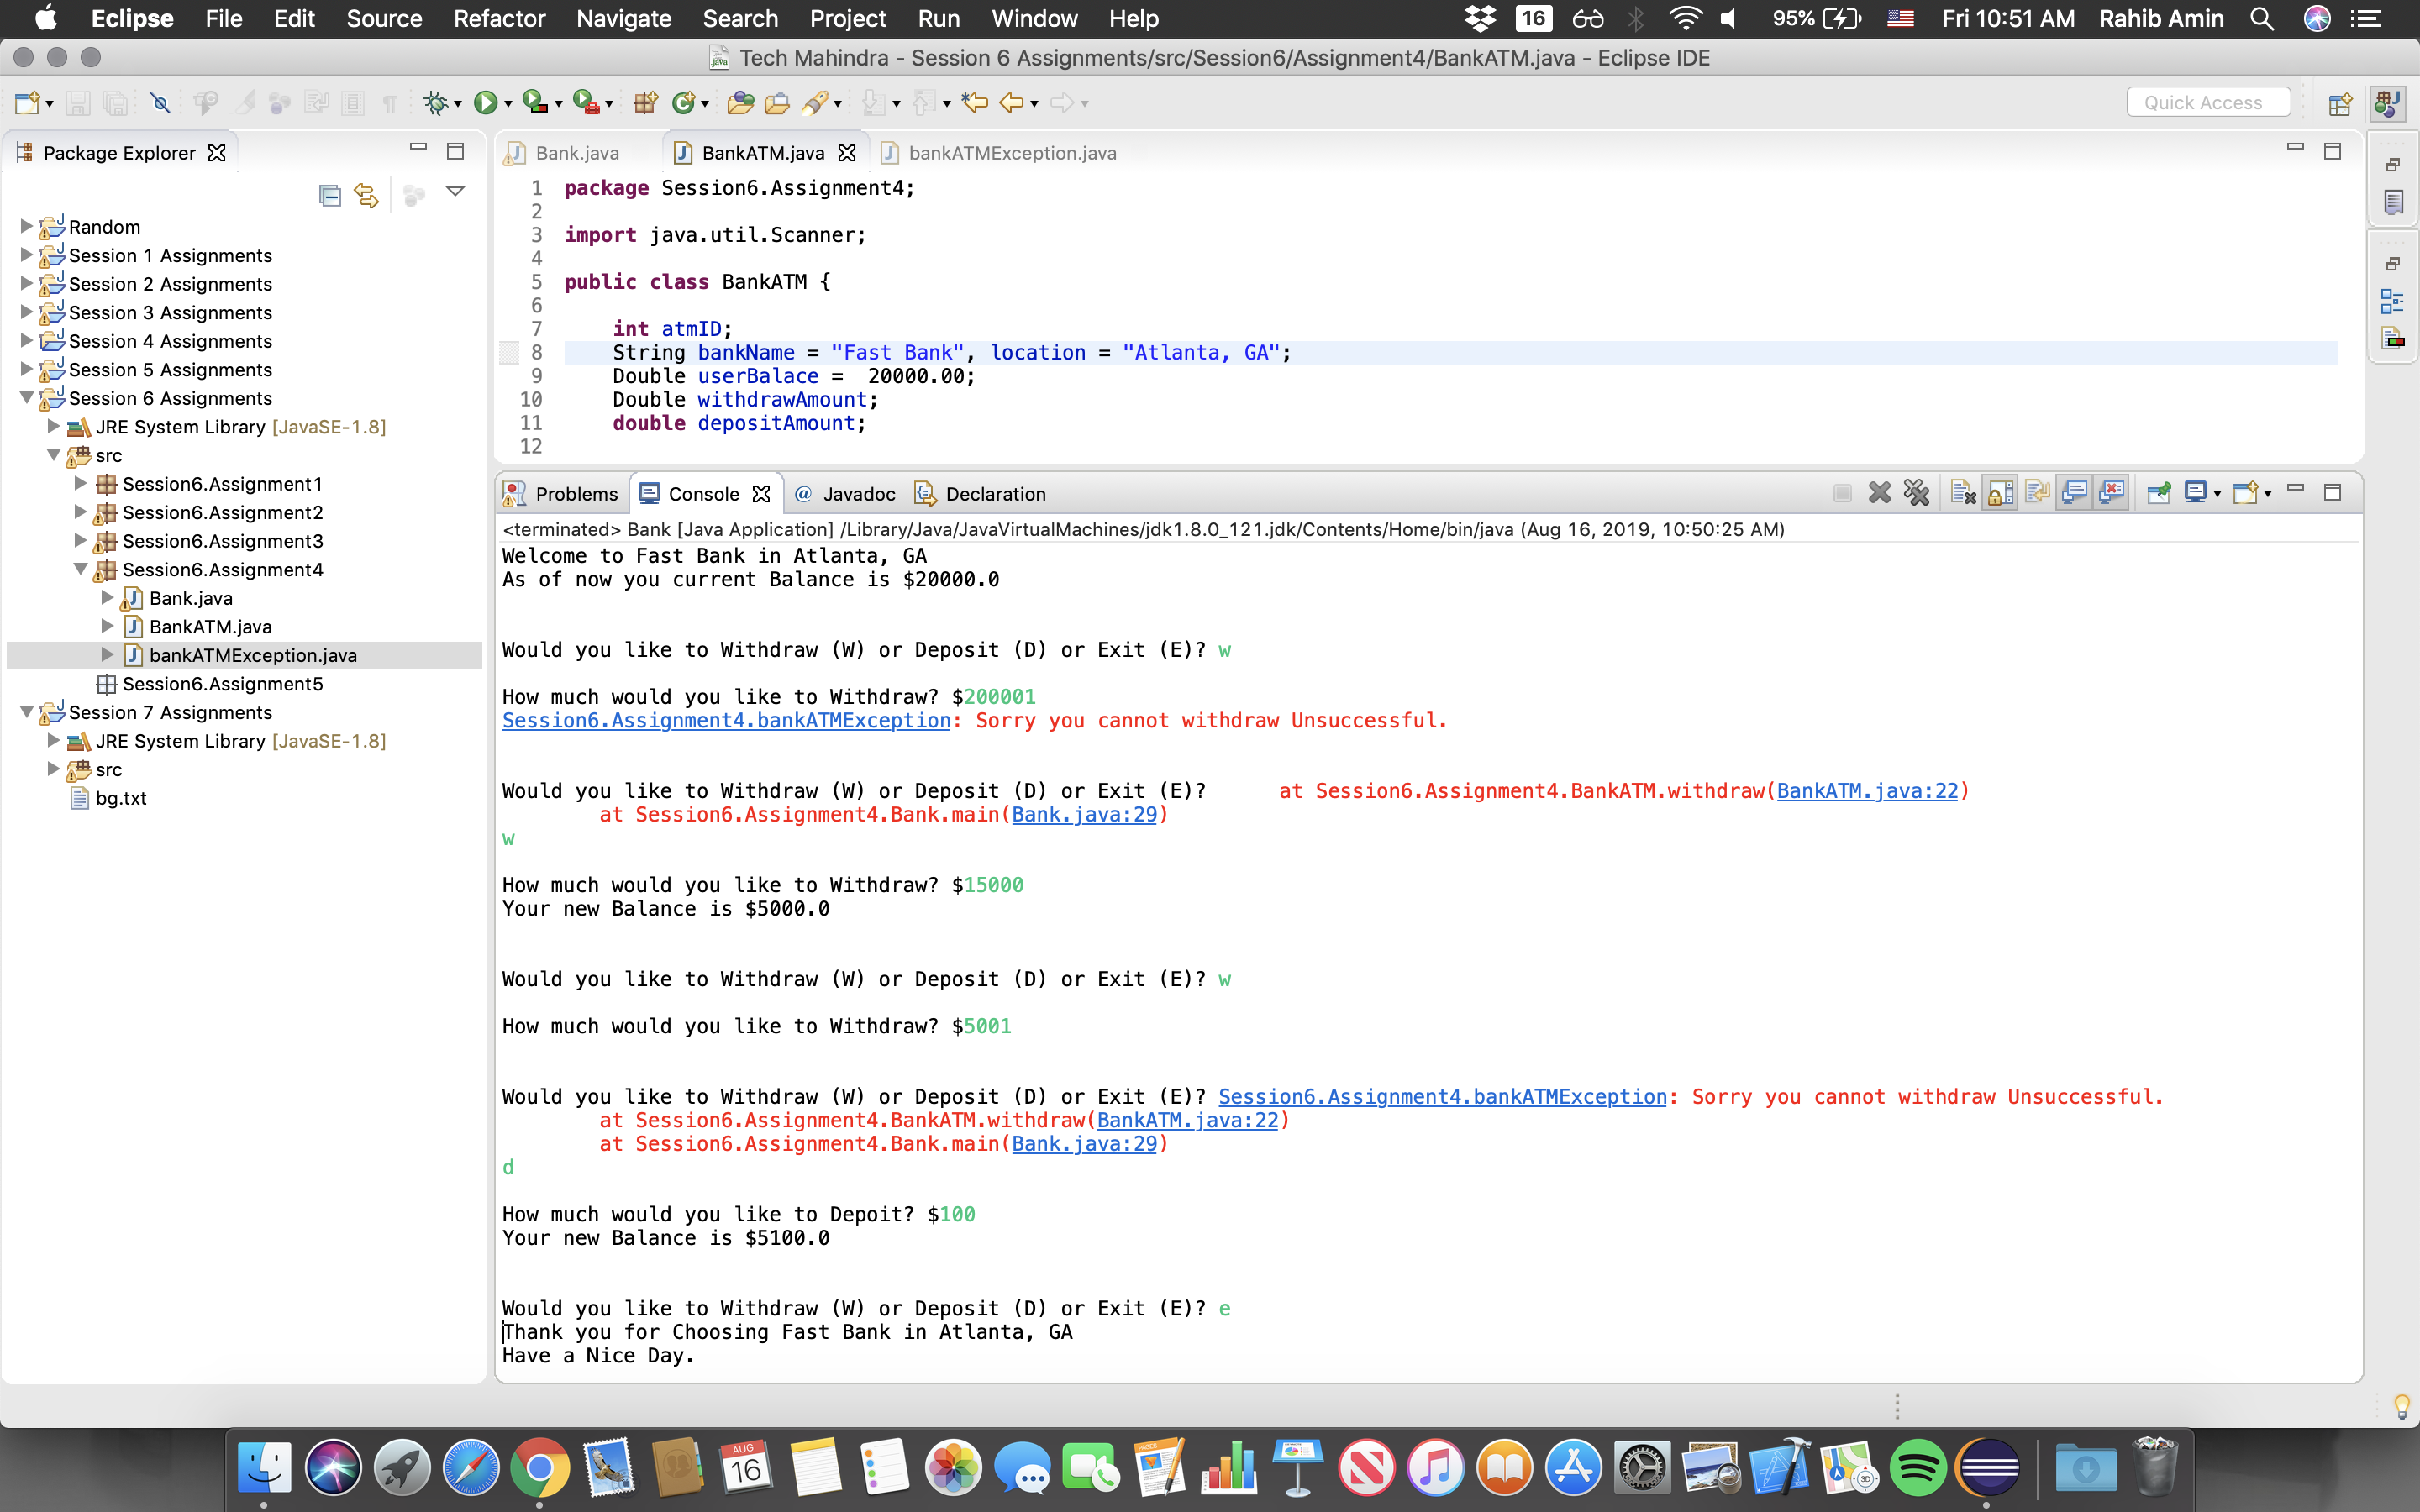 Eclipse File Edit Source Refactor Navigate Search Project Run Window Help 16 95% Fri 10:51 AM Rahib Amin
Tech Mahindra - Session 6 Assignments/src/Session6/Assignment4/BankATM.java - Eclipse IDE
Quick Access
Package Explorer
Random
Session 1 Assignments
Session 2 Assignments
Session 3 Assignments
Session 4 Assignments
Session 5 Assignments
Session 6 Assignments
JRE System Library [JavaSE-1.8]
src
Session6.Assignment1
Session6.Assignment2
Session6.Assignment3
Session6.Assignment4
Bank.java
BankATM.java
bankATMException.java
Session6.Assignment5
Session 7 Assignments
JRE System Library [JavaSE-1.8]
src
bg.txt
Bank.java BankATM.java bankATMException.java
1 package Session6.Assignment4;
2
3 import java.util.Scanner;
4
5 public class BankATM {
6
7 int atmID;
8 String bankName = "Fast Bank", location = "Atlanta, GA";
9 Double userBalace =  20000.00;
10 Double withdrawAmount;
11 double depositAmount;
12
Problems Console Javadoc Declaration
<terminated> Bank [Java Application] /Library/Java/JavaVirtualMachines/jdk1.8.0_121.jdk/Contents/Home/bin/java (Aug 16, 2019, 10:50:25 AM)
Welcome to Fast Bank in Atlanta, GA
As of now you current Balance is $20000.0
Would you like to Withdraw (W) or Deposit (D) or Exit (E)? w
How much would you like to Withdraw? $200001
Session6.Assignment4.bankATMException: Sorry you cannot withdraw Unsuccessful.
Would you like to Withdraw (W) or Deposit (D) or Exit (E)? at Session6.Assignment4.BankATM.withdraw(BankATM.java:22)
at Session6.Assignment4.Bank.main(Bank.java:29)
w
How much would you like to Withdraw? $15000
Your new Balance is $5000.0
Would you like to Withdraw (W) or Deposit (D) or Exit (E)? w
How much would you like to Withdraw? $5001
Would you like to Withdraw (W) or Deposit (D) or Exit (E)? Session6.Assignment4.bankATMException: Sorry you cannot withdraw Unsuccessful.
at Session6.Assignment4.BankATM.withdraw(BankATM.java:22)
at Session6.Assignment4.Bank.main(Bank.java:29)
d
How much would you like to Depoit? $100
Your new Balance is $5100.0
Would you like to Withdraw (W) or Deposit (D) or Exit (E)? e
Thank you for Choosing Fast Bank in Atlanta, GA
Have a Nice Day.
AUG
16
PAGES
3D